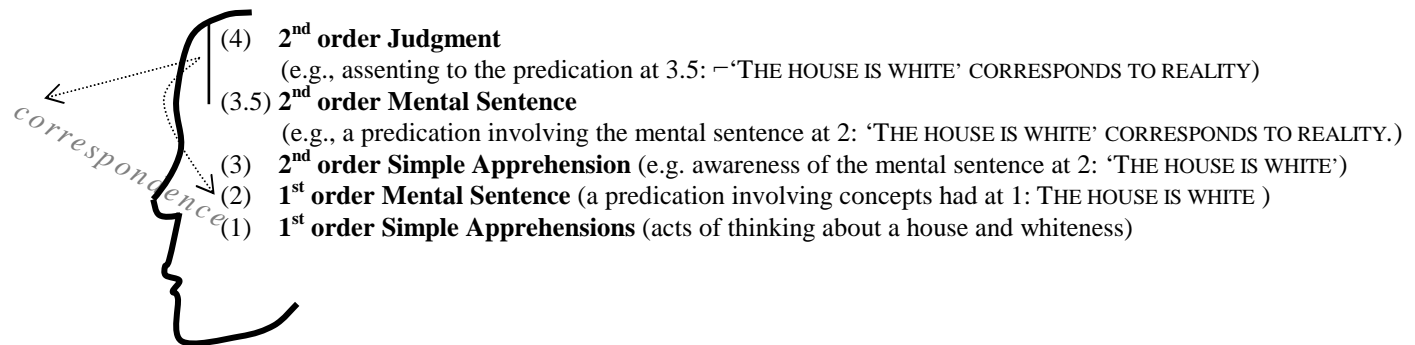 (4) 2nd order Judgment
(e.g., assenting to the predication at 3.5: ⌐‘THE HOUSE IS WHITE’ CORRESPONDS TO REALITY)
(3.5) 2nd order Mental Sentence
(e.g., a predication involving the mental sentence at 2: ‘THE HOUSE IS WHITE’ CORRESPONDS TO REALITY.)
(3) 2nd order Simple Apprehension (e.g. awareness of the mental sentence at 2: ‘THE HOUSE IS WHITE’)
(2) 1st order Mental Sentence (a predication involving concepts had at 1: THE HOUSE IS WHITE )
(1) 1st order Simple Apprehensions (acts of thinking about a house and whiteness)
correspondence